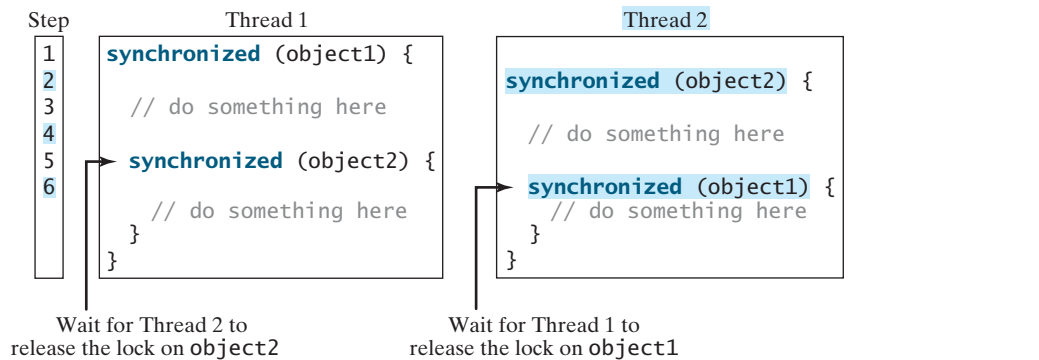 Step
Thread 1
Thread 2
1
2
3
4
5
6
synchronized (object1) {
// do something here
synchronized (object2) {
// do something here
}
}
synchronized (object2) {
// do something here
synchronized (object1) {
// do something here
}
}
Wait for Thread 2 to
release the lock on object2
Wait for Thread 1 to
release the lock on object1